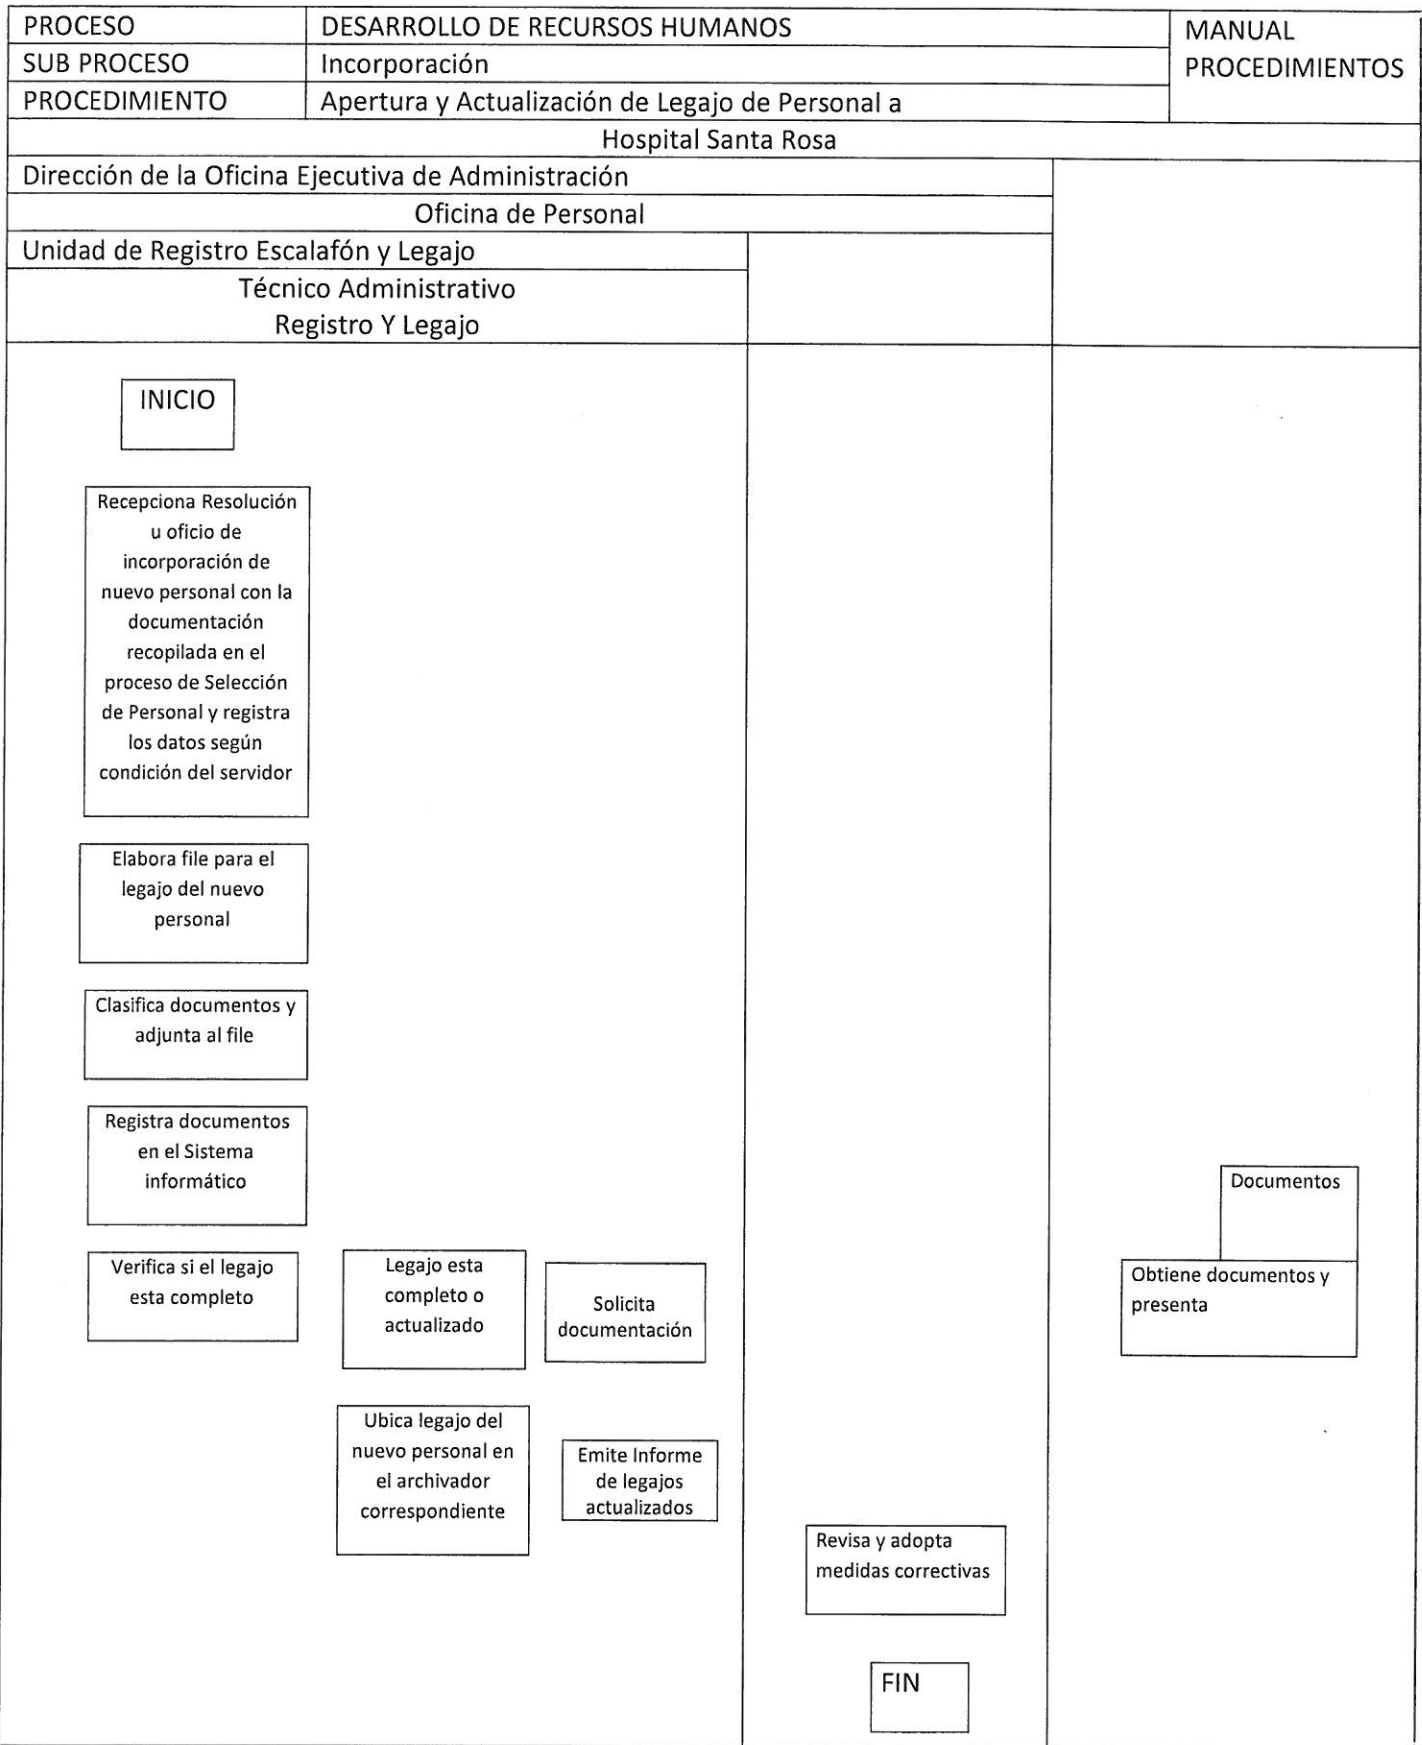 PROCESO
DESARROLLO DE RECURSOS HUMANOS
MANUAL
PROCEDIMIENTOS
SUB PROCESO
Incorporación
PROCEDIMIENTO
Apertura y Actualización de Legajo de Personal a
Hospital Santa Rosa
Dirección de la Oficina Ejecutiva de Administración
Oficina de Personal
Unidad de Registro Escalafón y Legajo
Técnico Administrativo
Registro Y Legajo
INICIO
Recepciona Resolución
u oficio de
incorporación de
nuevo personal con la
documentación
recopilada en el
proceso de Selección
de Personal y registra
los datos según
condición del servidor
Elabora file para el
legajo del nuevo
personal
Clasifica documentos y
adjunta al file
Registra documentos
en el Sistema
informático
Verifica si el legajo
esta completo
Legajo esta
completo o
actualizado
Solicita
documentación
Documentos
Obtiene documentos y
presenta
Ubica legajo del
nuevo personal en
el archivador
correspondiente
Emite Informe
de legajos
actualizados
Revisa y adopta
medidas correctivas
FIN